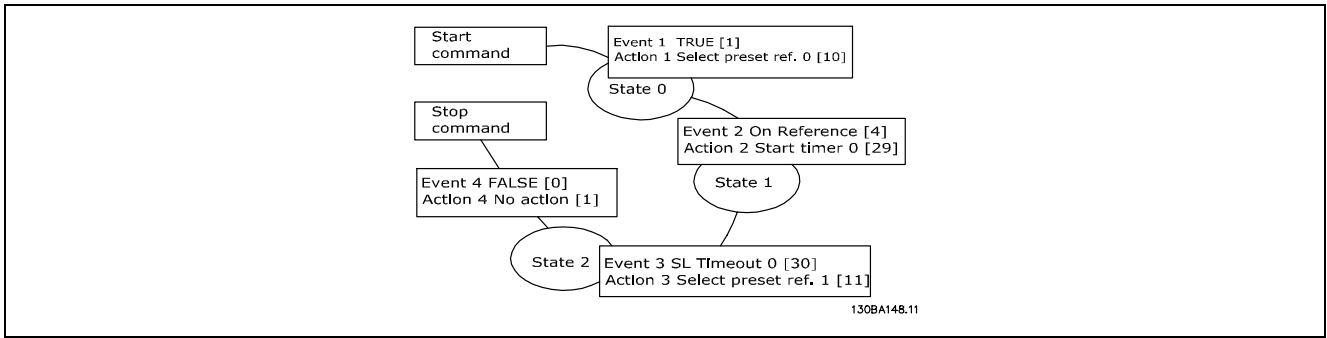 Start
command
Event 1 TRUE [1]
Action 1 Select preset ref. 0 [10]
State 0
Stop
command
Event 2 On Reference [4]
Action 2 Start timer 0 [29]
State 1
Event 4 FALSE [0]
Action 4 No action [1]
State 2
Event 3 SL Timeout 0 [30]
Action 3 Select preset ref. 1 [11]
130BA148.11